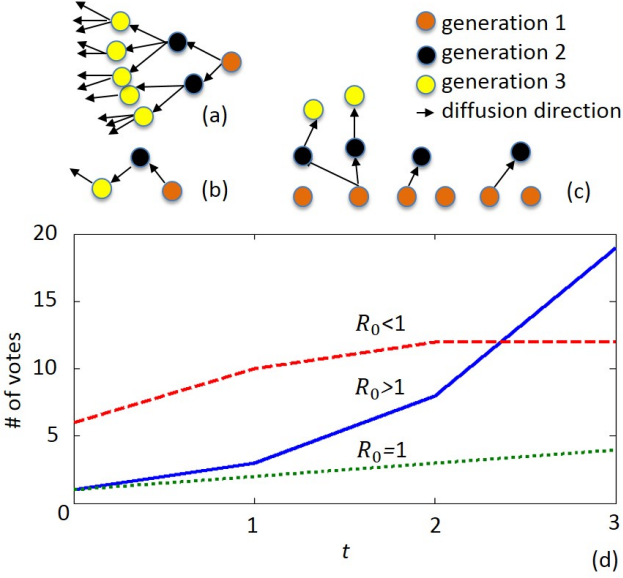 generation 1
generation 2
generation 3
diffusion direction
(a)
(b)
(c)
20
15
10
5
0
# of votes
R₀<1
R₀>1
R₀=1
1
2
3
t
(d)